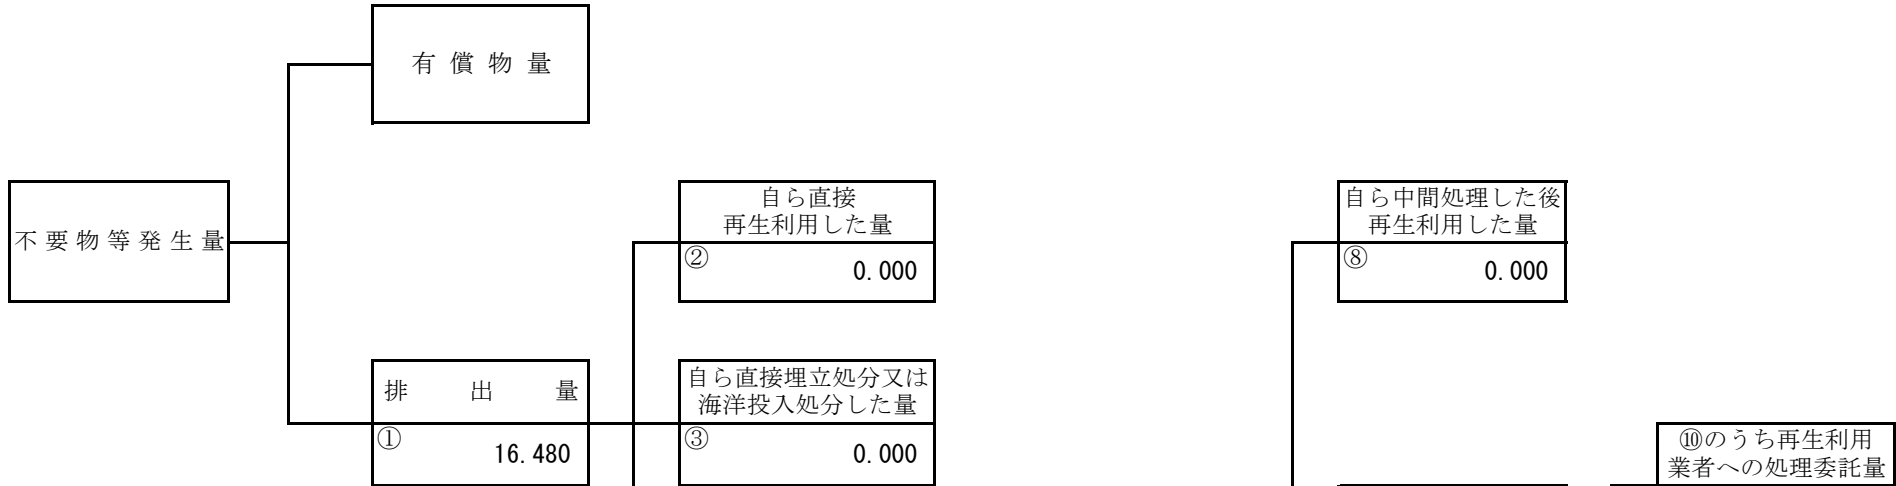 有償物量
不要物等発生量
自ら直接
再生利用した量
② 0.000
自ら中間処理した後
再生利用した量
⑧ 0.000
排出量
① 16.480
自ら直接埋立処分又は
海洋投入処分した量
③ 0.000
⑩のうち再生利用
業者への処理委託量